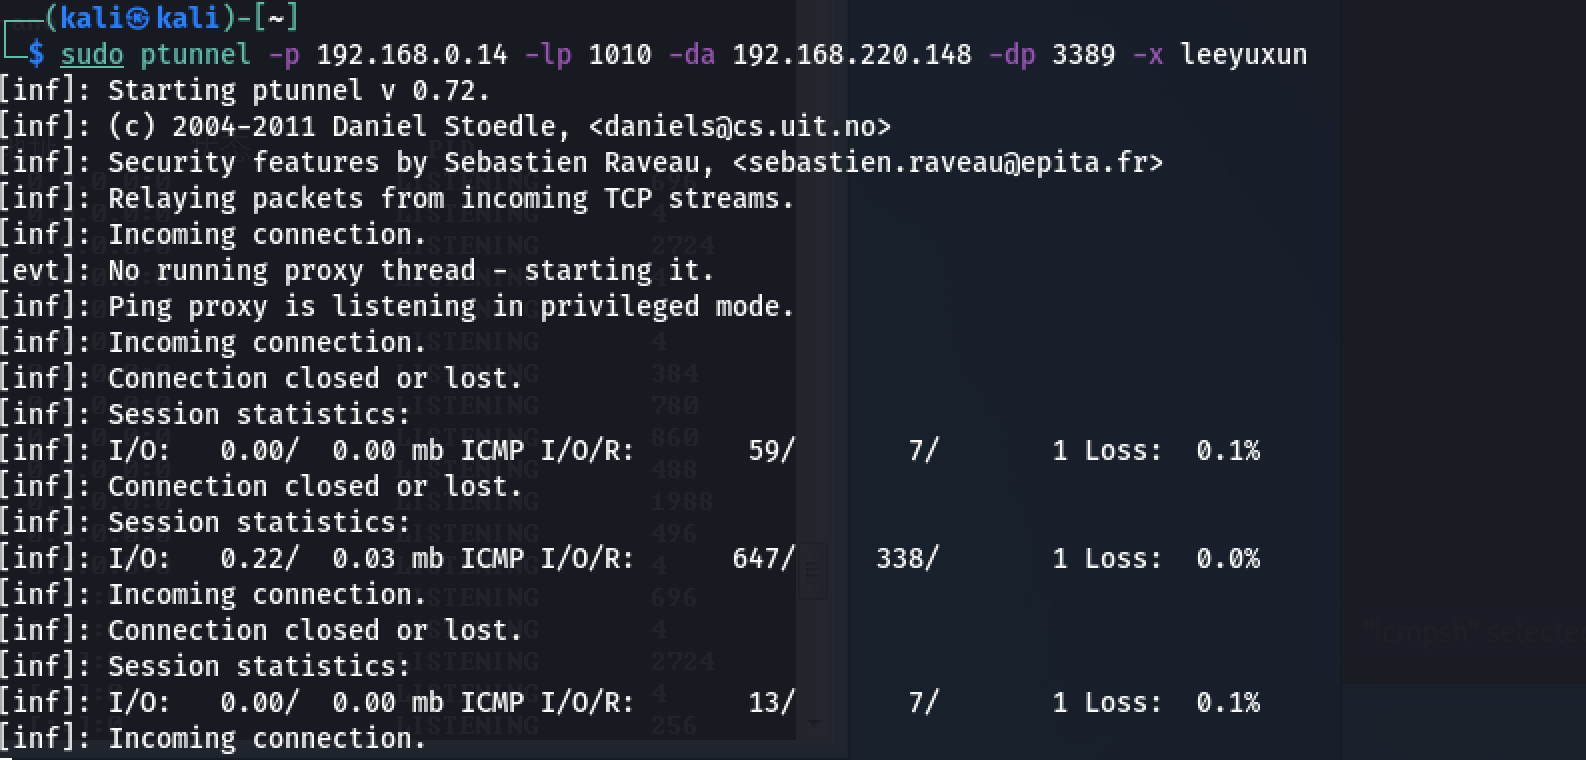 ┌──(kali㉿kali)-[~]
└─$ sudo ptunnel -p 192.168.0.14 -lp 1010 -da 192.168.220.148 -dp 3389 -x leeyuxun
[inf]: Starting ptunnel v 0.72.
[inf]: (c) 2004-2011 Daniel Stoedle, <daniels@cs.uit.no>
[inf]: Security features by Sebastien Raveau, <sebastien.raveau@epita.fr>
[inf]: Relaying packets from incoming TCP streams.
[inf]: Incoming connection.
[evt]: No running proxy thread - starting it.
[inf]: Ping proxy is listening in privileged mode.
[inf]: Incoming connection.
[inf]: Connection closed or lost.
[inf]: Session statistics:
[inf]: I/O:   0.00/  0.00 mb ICMP I/O/R:       59/       7/       1 Loss:  0.1%
[inf]: Connection closed or lost.
[inf]: Session statistics:
[inf]: I/O:   0.22/  0.03 mb ICMP I/O/R:      647/     338/       1 Loss:  0.0%
[inf]: Incoming connection.
[inf]: Connection closed or lost.
[inf]: Session statistics:
[inf]: I/O:   0.00/  0.00 mb ICMP I/O/R:       13/       7/       1 Loss:  0.1%
[inf]: Incoming connection.